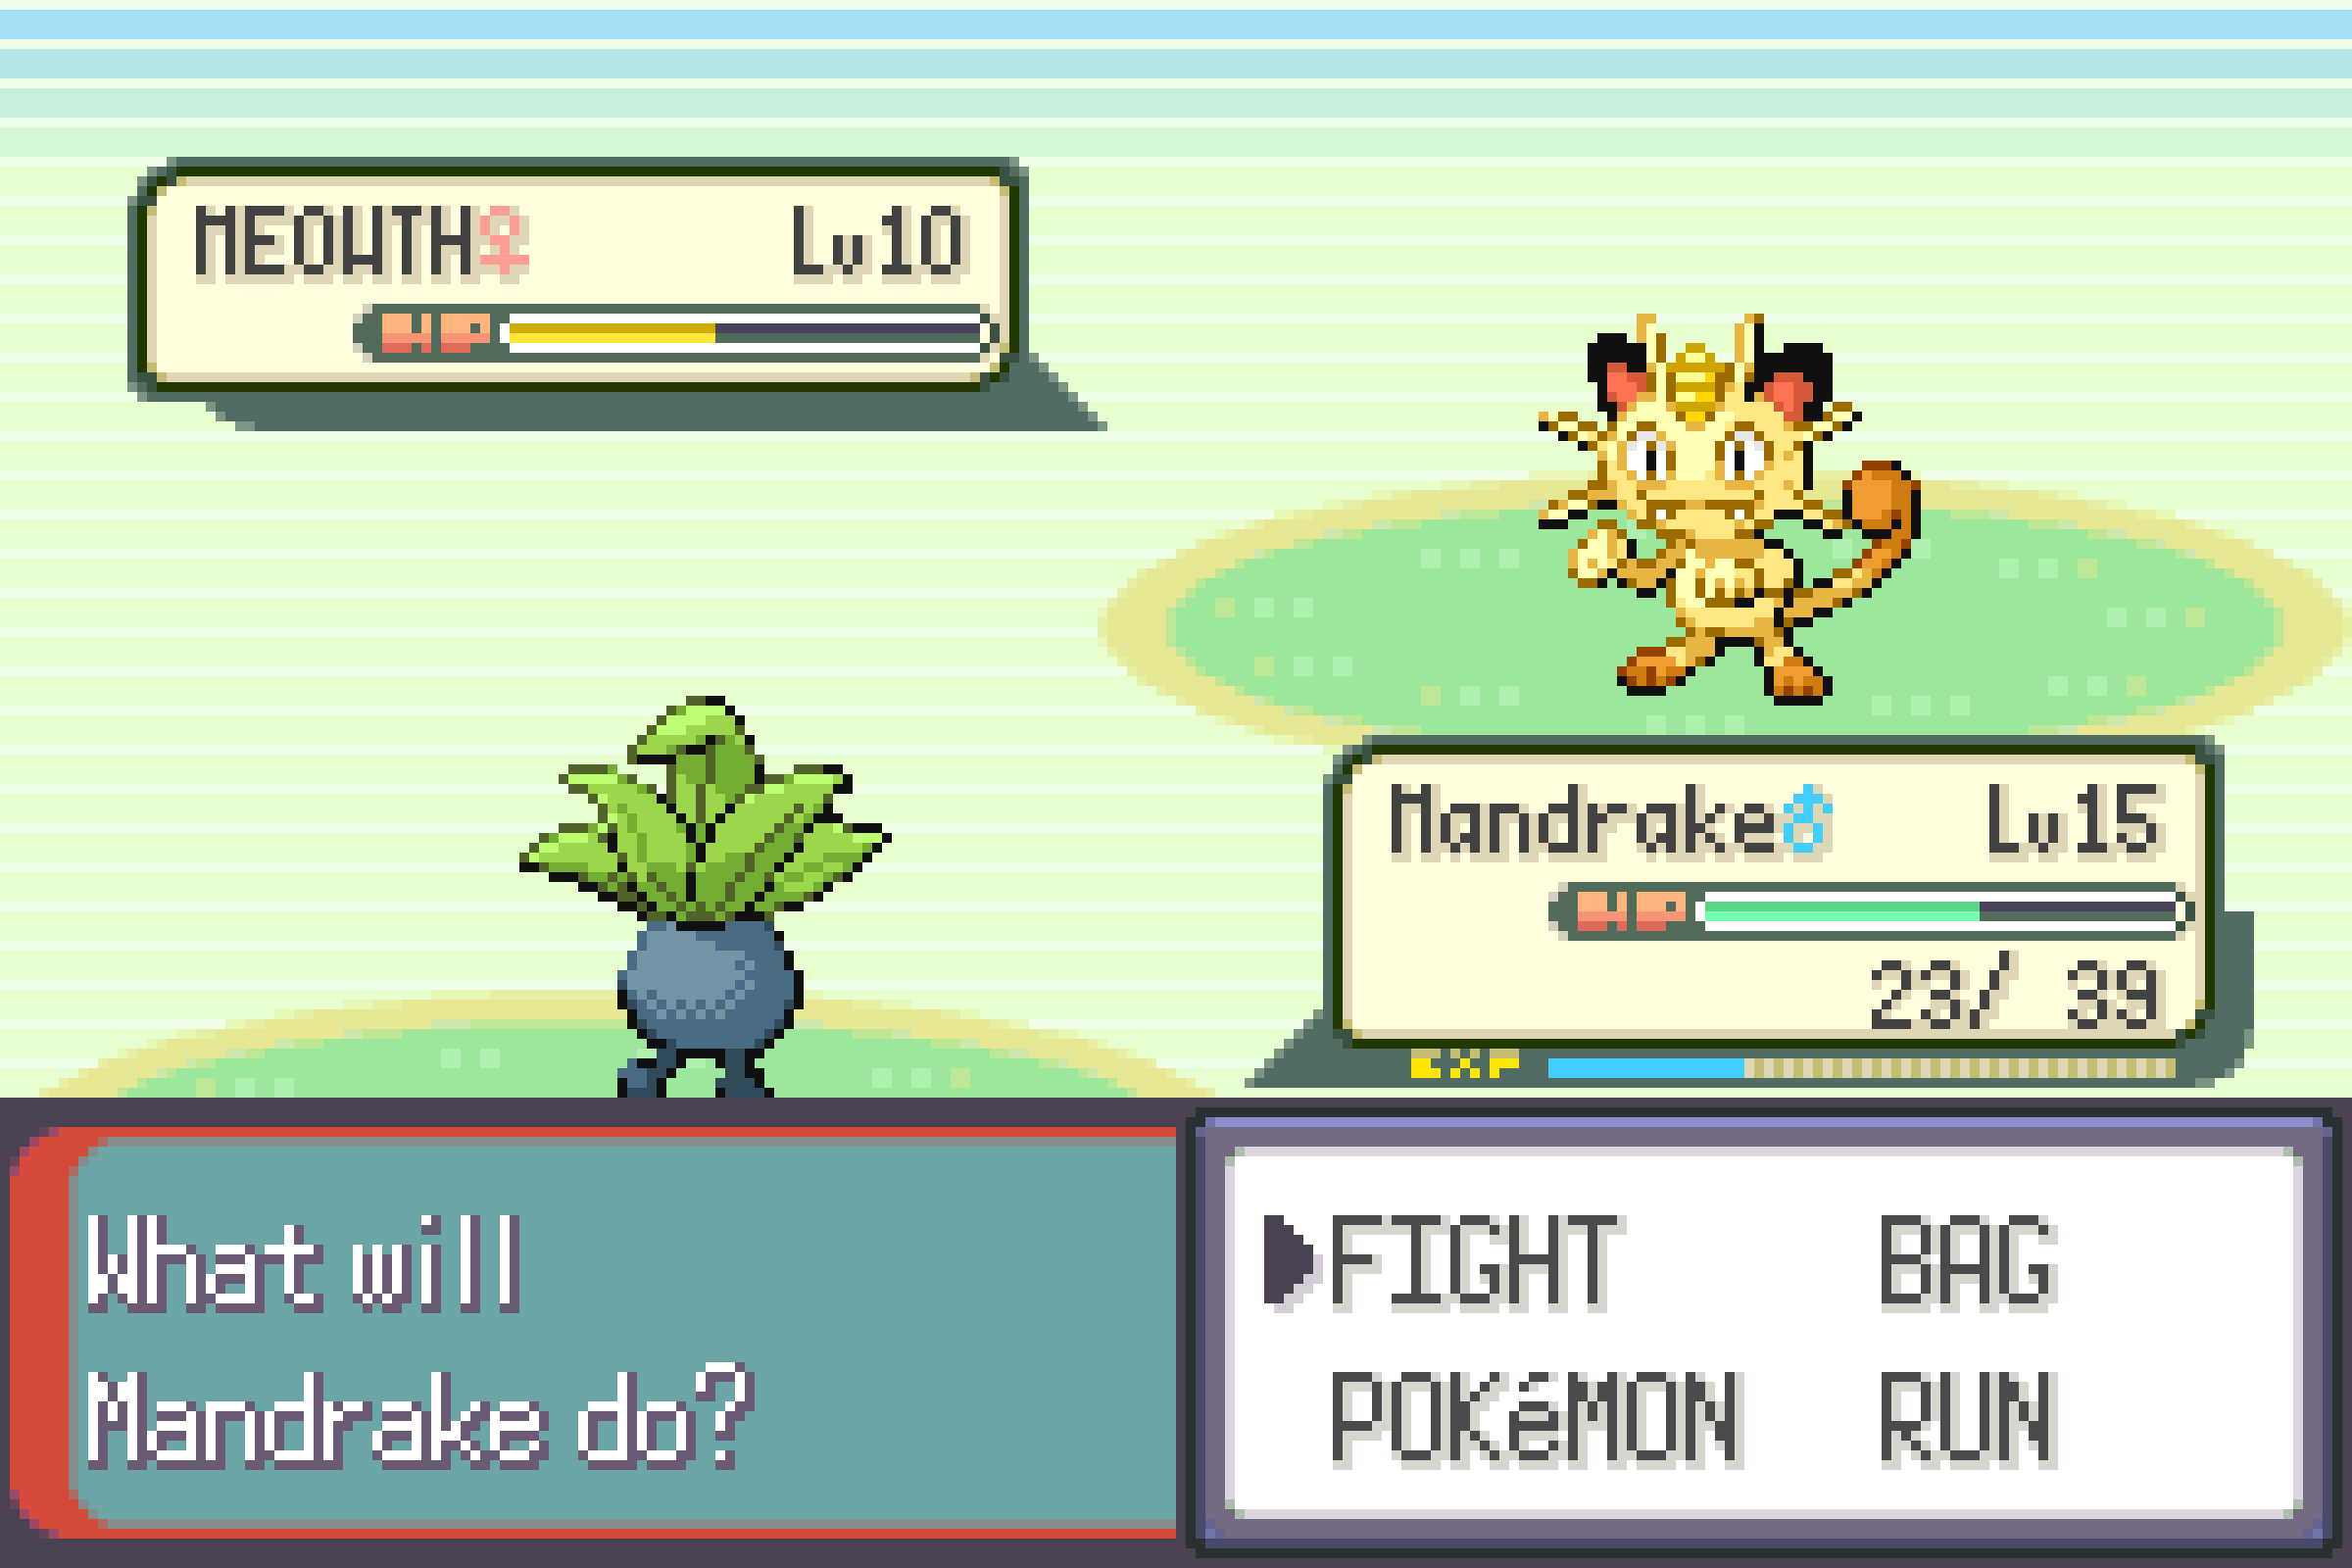 MEOWTH♀ Lv10
HP
Mandrake♂ Lv15
HP
23/ 39
EXP
What will
Mandrake do?
FIGHT BAG
POKéMON RUN